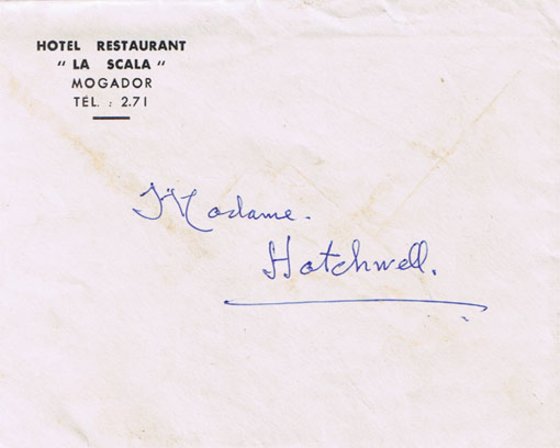 HOTEL RESTAURANT
" LA SCALA "
MOGADOR
TÉL. : 2.71
Madame.
Hatchwell.